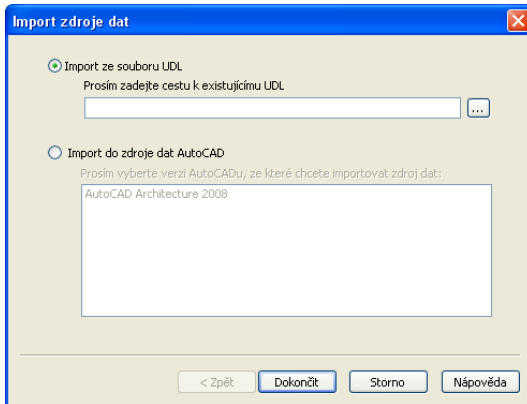 Import zdroje dat
Import ze souboru UDL
Prosím zadejte cestu k existujícímu UDL
...
Import do zdroje dat AutoCAD
Prosím vyberte verzi AutoCADu, ze které chcete importovat zdroj dat:
AutoCAD Architecture 2008
< Zpět Dokončit Storno Nápověda